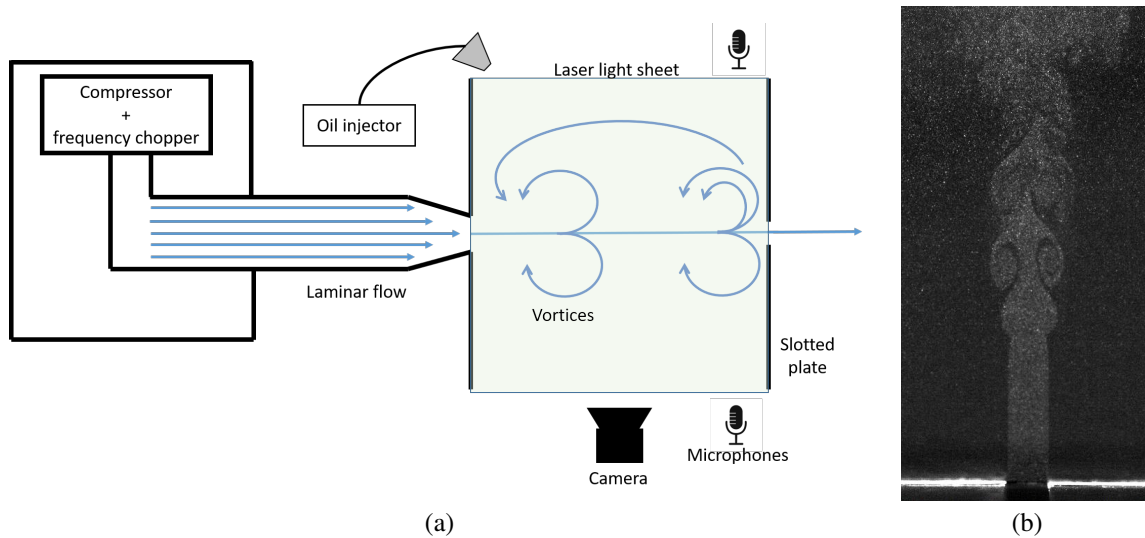 Compressor
+
frequency chopper
Oil injector
Laser light sheet
Laminar flow
Vortices
Slotted
plate
Camera
Microphones
(a)
(b)